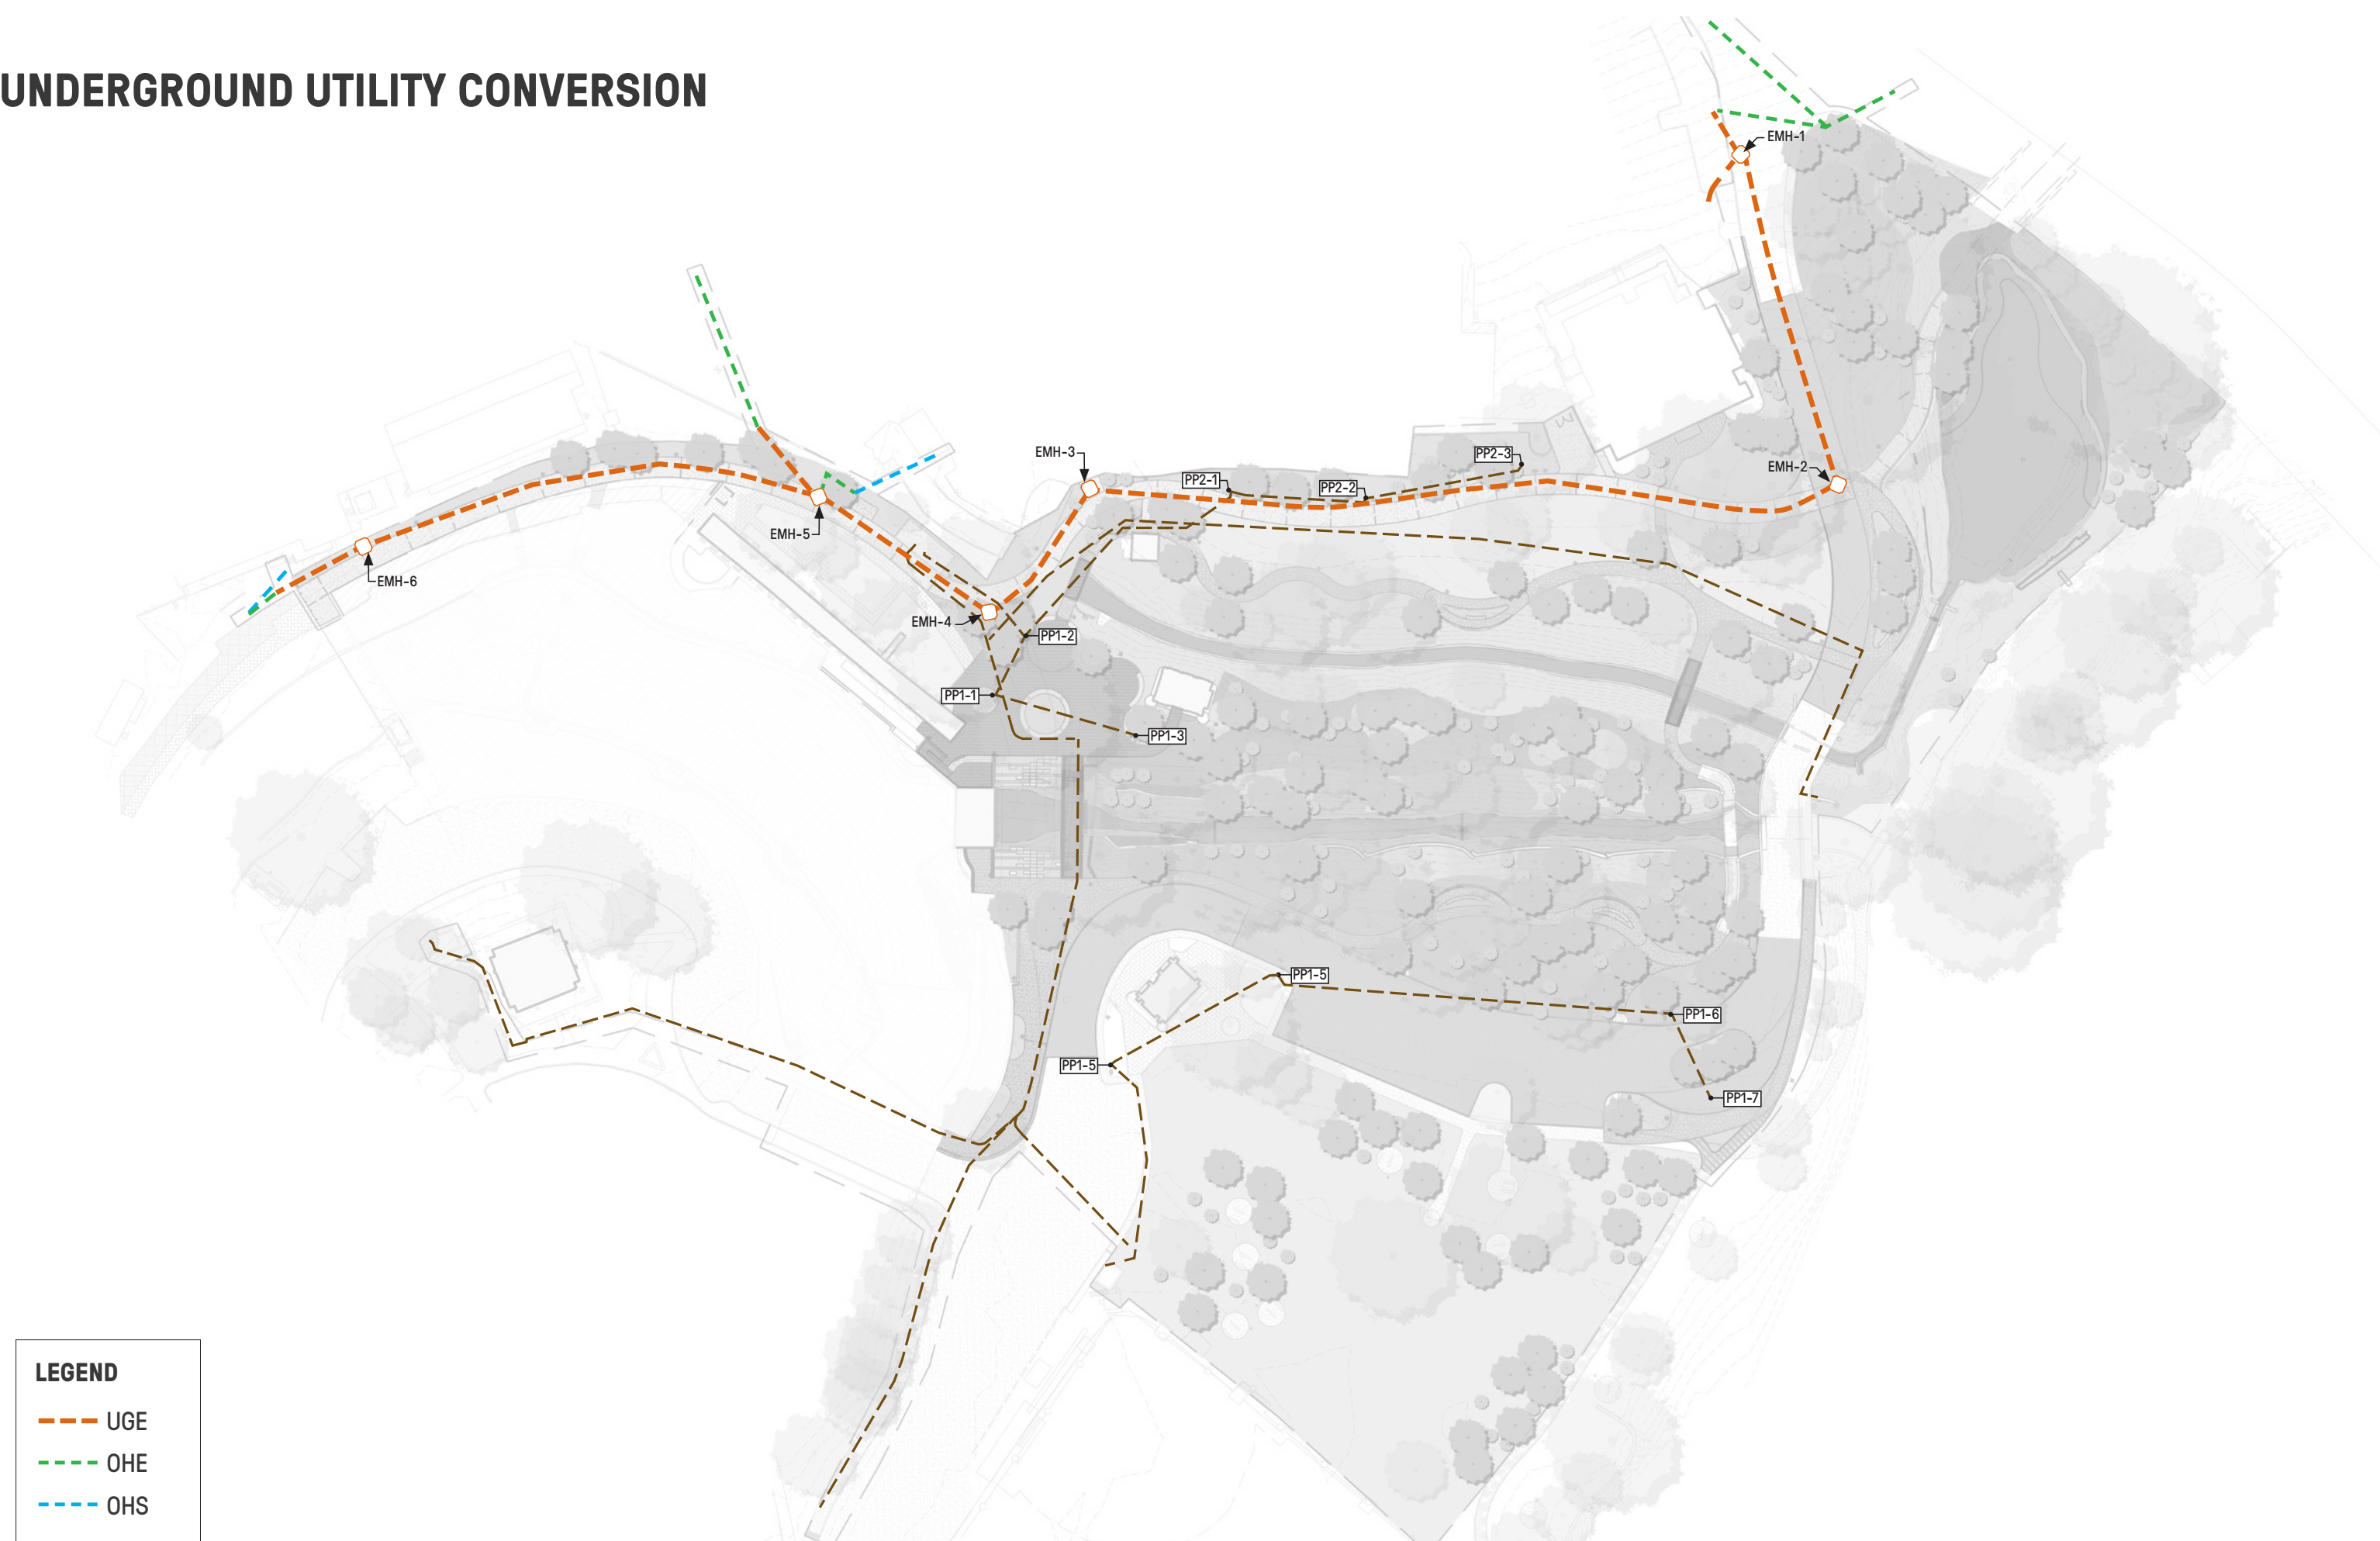 UNDERGROUND UTILITY CONVERSION
EMH-1
EMH-3
PP2-3
EMH-2
PP2-1
PP2-2
EMH-5
EMH-6
EMH-4
PP1-2
PP1-1
PP1-3
PP1-5
PP1-6
PP1-5
PP1-7
LEGEND
UGE
OHE
OHS